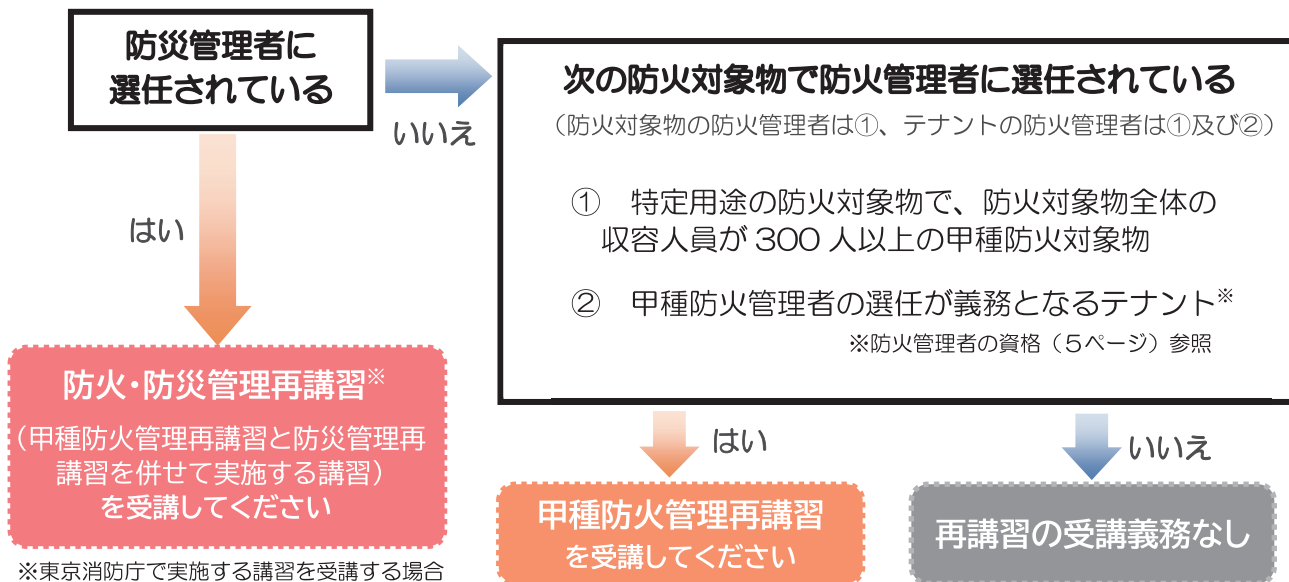 防災管理者に
選任されている
いいえ
はい
次の防火対象物で防火管理者に選任されている
（防火対象物の防火管理者は①、テナントの防火管理者は①及び②）
① 特定用途の防火対象物で、防火対象物全体の
収容人員が300人以上の甲種防火対象物
② 甲種防火管理者の選任が義務となるテナント※
※防火管理者の資格（５ページ）参照
防火・防災管理再講習※
（甲種防火管理再講習と防災管理再
講習を併せて実施する講習）
を受講してください
※東京消防庁で実施する講習を受講する場合
はい
甲種防火管理再講習
を受講してください
いいえ
再講習の受講義務なし